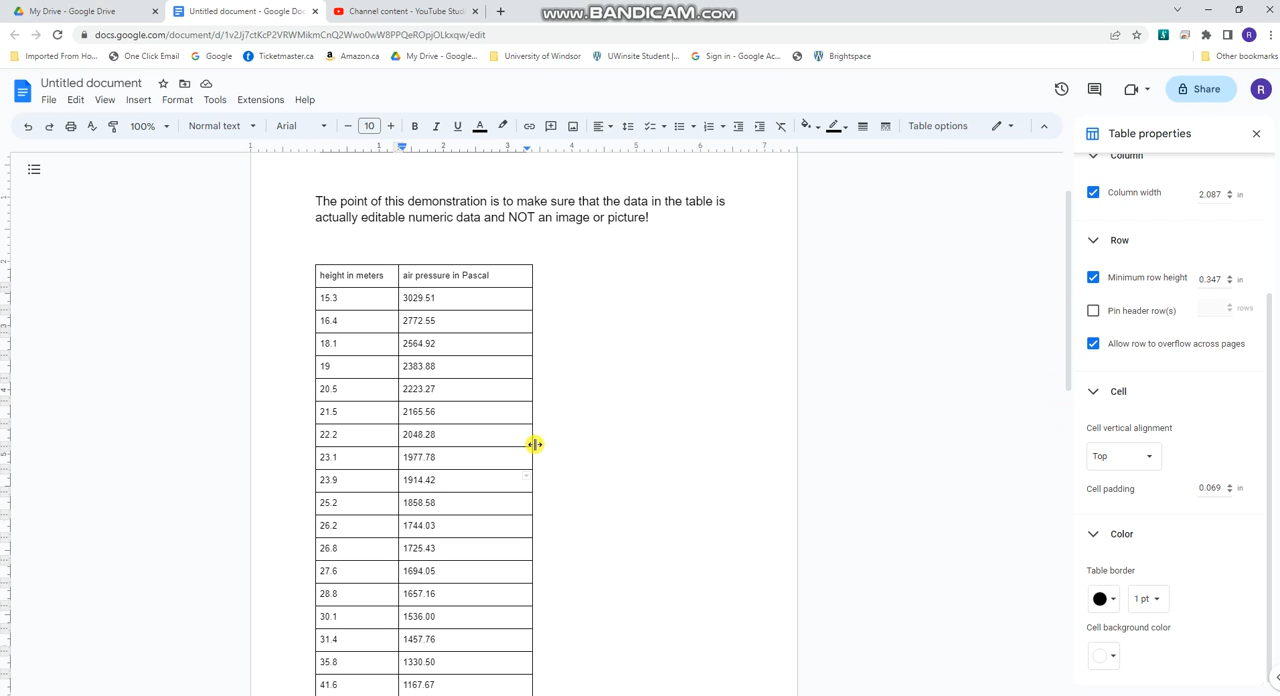 My Drive - Google Drive
Untitled document - Google Doc
Channel content - YouTube Stud
www.BANDICAM.com
docs.google.com/document/d/1v2Jj7ctKcP2VRWMikmCnQ2Wwo0wW8PPQeROpjOLkxqw/edit
Imported From Ho...
One Click Email
Google
Ticketmaster.ca
Amazon.ca
My Drive - Google...
University of Windsor
UWinsite Student |...
Sign in - Google Ac...
Brightspace
Other bookmarks
Untitled document
File Edit View Insert Format Tools Extensions Help
Share
R
100%
Normal text
Arial
10
Table options
1 1 2 3 4 5 6 7
The point of this demonstration is to make sure that the data in the table is
actually editable numeric data and NOT an image or picture!
height in meters air pressure in Pascal
15.3 3029.51
16.4 2772.55
18.1 2564.92
19 2383.88
20.5 2223.27
21.5 2165.56
22.2 2048.28
23.1 1977.78
23.9 1914.42
25.2 1858.58
26.2 1744.03
26.8 1725.43
27.6 1694.05
28.8 1657.16
30.1 1536.00
31.4 1457.76
35.8 1330.50
41.6 1167.67
Table properties
Column
Column width 2.087 in
Row
Minimum row height 0.347 in
Pin header row(s) rows
Allow row to overflow across pages
Cell
Cell vertical alignment
Top
Cell padding 0.069 in
Color
Table border
1 pt
Cell background color